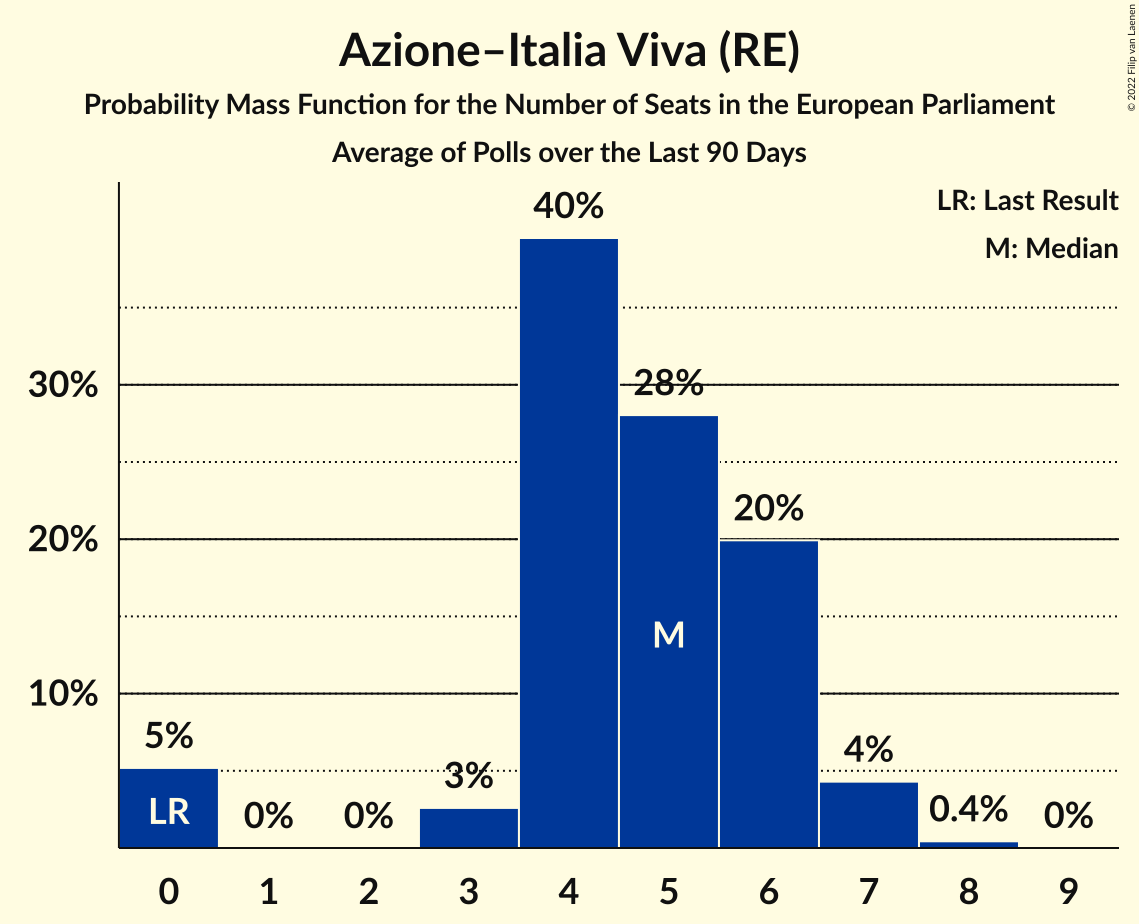 Azione–Italia Viva (RE)
Probability Mass Function for the Number of Seats in the European Parliament
Average of Polls over the Last 90 Days
© 2022 Filip van Laenen
LR: Last Result
M: Median
40%
30%
28%
20%
20%
10%
5%
3%
4%
0%
0%
0.4%
0%
LR
M
0 1 2 3 4 5 6 7 8 9